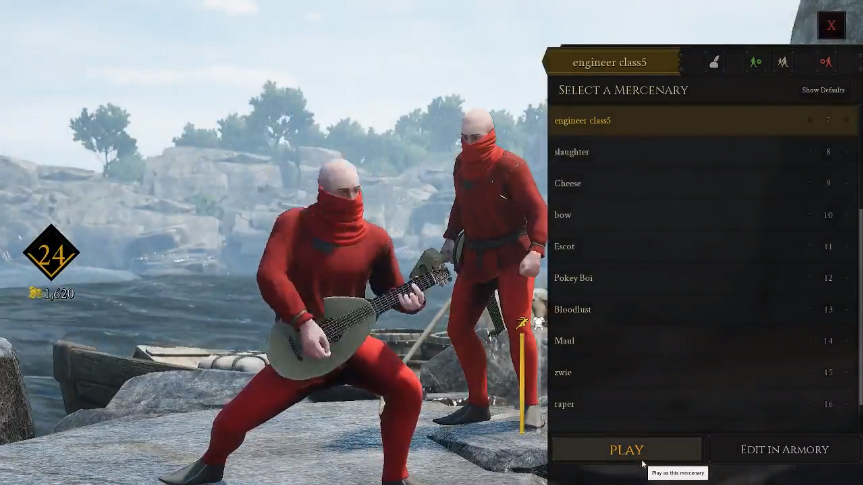 X
engineer class5
SELECT A MERCENARY
Show Defaults
engineer class5 7
slaughter 8
Cheese 9
bow 10
Escot 11
Pokey Boi 12
Bloodlust 13
Maul 14
zwie 15
raper 16
24
1,620
PLAY
EDIT IN ARMORY
Play as this mercenary